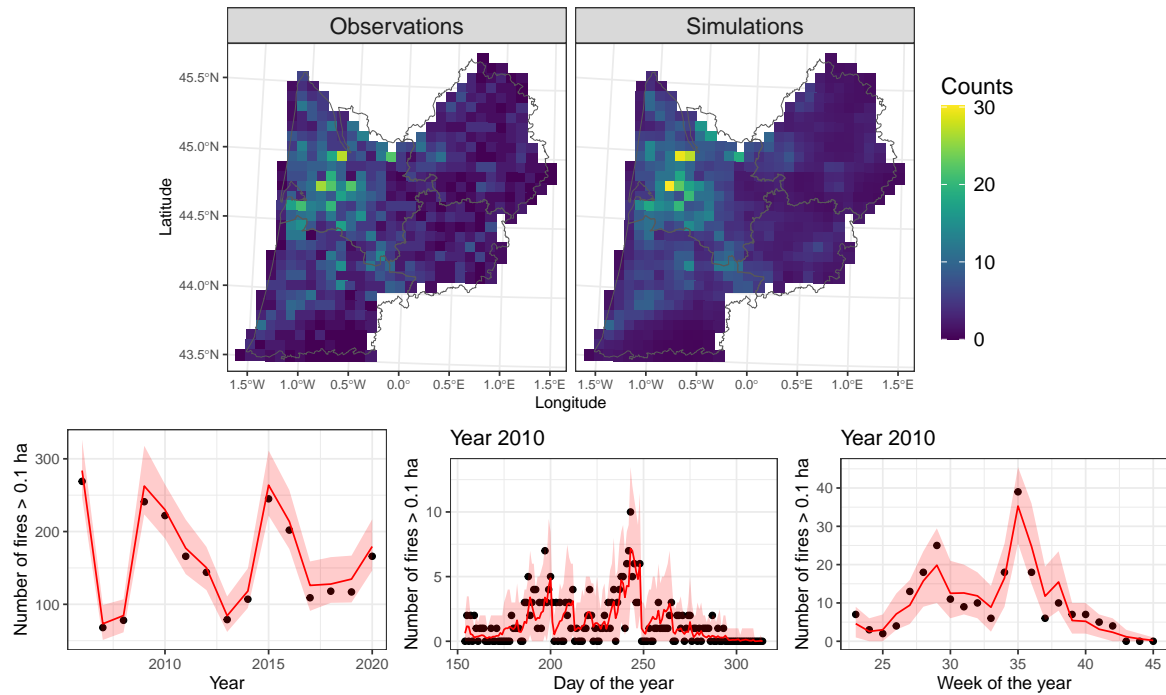 Observations
Simulations
45.5°N
45.0°N
44.5°N
44.0°N
43.5°N
Latitude
1.5°W 1.0°W 0.5°W 0.0° 0.5°E 1.0°E 1.5°E
1.5°W 1.0°W 0.5°W 0.0° 0.5°E 1.0°E 1.5°E
Longitude
Counts
30
20
10
0
Number of fires > 0.1 ha
300
200
100
2010 2015 2020
Year
Year 2010
Number of fires > 0.1 ha
10
5
0
150 200 250 300
Day of the year
Year 2010
Number of fires > 0.1 ha
40
30
20
10
0
25 30 35 40 45
Week of the year